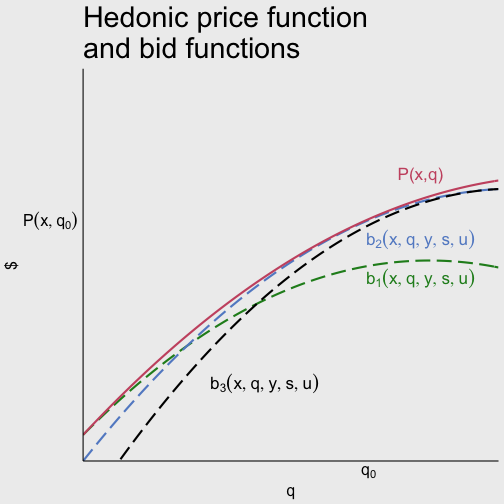 Hedonic price function
and bid functions
P(x,q)
P(x, q₀)
b₂(x, q, y, s, u)
$
b₁(x, q, y, s, u)
b₃(x, q, y, s, u)
q₀
q